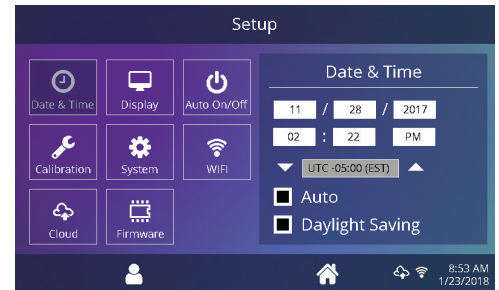 Setup
Date & Time
Display
Auto On/Off
Calibration
System
WIFI
Cloud
Firmware
Date & Time
11 / 28 / 2017
02 : 22 PM
UTC -05:00 (EST)
Auto
Daylight Saving
8:53 AM
1/23/2018